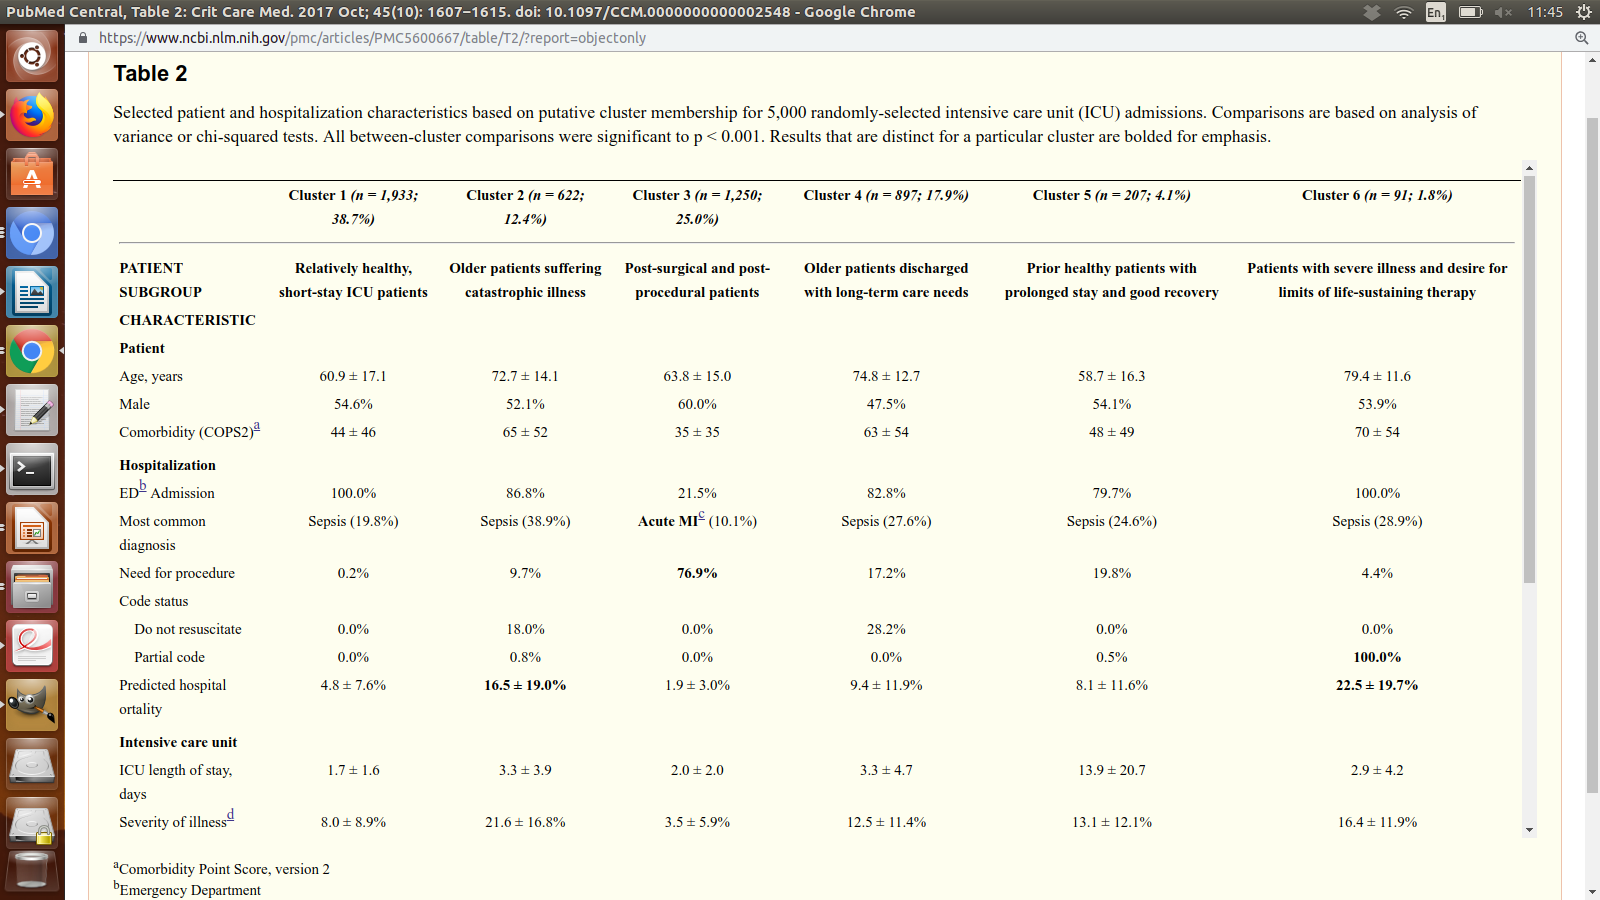 PubMed Central, Table 2: Crit Care Med. 2017 Oct; 45(10): 1607–1615. doi: 10.1097/CCM.0000000000002548 - Google Chrome
En1
11:45
https://www.ncbi.nlm.nih.gov/pmc/articles/PMC5600667/table/T2/?report=objectonly
Table 2
Selected patient and hospitalization characteristics based on putative cluster membership for 5,000 randomly-selected intensive care unit (ICU) admissions. Comparisons are based on analysis of
variance or chi-squared tests. All between-cluster comparisons were significant to p < 0.001. Results that are distinct for a particular cluster are bolded for emphasis.
Cluster 1 (n = 1,933; Cluster 2 (n = 622; Cluster 3 (n = 1,250; Cluster 4 (n = 897; 17.9%) Cluster 5 (n = 207; 4.1%) Cluster 6 (n = 91; 1.8%)
38.7%) 12.4%) 25.0%)
PATIENT Relatively healthy, Older patients suffering Post-surgical and post- Older patients discharged Prior healthy patients with Patients with severe illness and desire for
SUBGROUP short-stay ICU patients catastrophic illness procedural patients with long-term care needs prolonged stay and good recovery limits of life-sustaining therapy
CHARACTERISTIC
Patient
Age, years 60.9 ± 17.1 72.7 ± 14.1 63.8 ± 15.0 74.8 ± 12.7 58.7 ± 16.3 79.4 ± 11.6
Male 54.6% 52.1% 60.0% 47.5% 54.1% 53.9%
Comorbidity (COPS2)a 44 ± 46 65 ± 52 35 ± 35 63 ± 54 48 ± 49 70 ± 54
Hospitalization
EDb Admission 100.0% 86.8% 21.5% 82.8% 79.7% 100.0%
Most common Sepsis (19.8%) Sepsis (38.9%) Acute MIc (10.1%) Sepsis (27.6%) Sepsis (24.6%) Sepsis (28.9%)
diagnosis
Need for procedure 0.2% 9.7% 76.9% 17.2% 19.8% 4.4%
Code status
Do not resuscitate 0.0% 18.0% 0.0% 28.2% 0.0% 0.0%
Partial code 0.0% 0.8% 0.0% 0.0% 0.5% 100.0%
Predicted hospital 4.8 ± 7.6% 16.5 ± 19.0% 1.9 ± 3.0% 9.4 ± 11.9% 8.1 ± 11.6% 22.5 ± 19.7%
ortality
Intensive care unit
ICU length of stay, 1.7 ± 1.6 3.3 ± 3.9 2.0 ± 2.0 3.3 ± 4.7 13.9 ± 20.7 2.9 ± 4.2
days
Severity of illnessd 8.0 ± 8.9% 21.6 ± 16.8% 3.5 ± 5.9% 12.5 ± 11.4% 13.1 ± 12.1% 16.4 ± 11.9%
aComorbidity Point Score, version 2
bEmergency Department